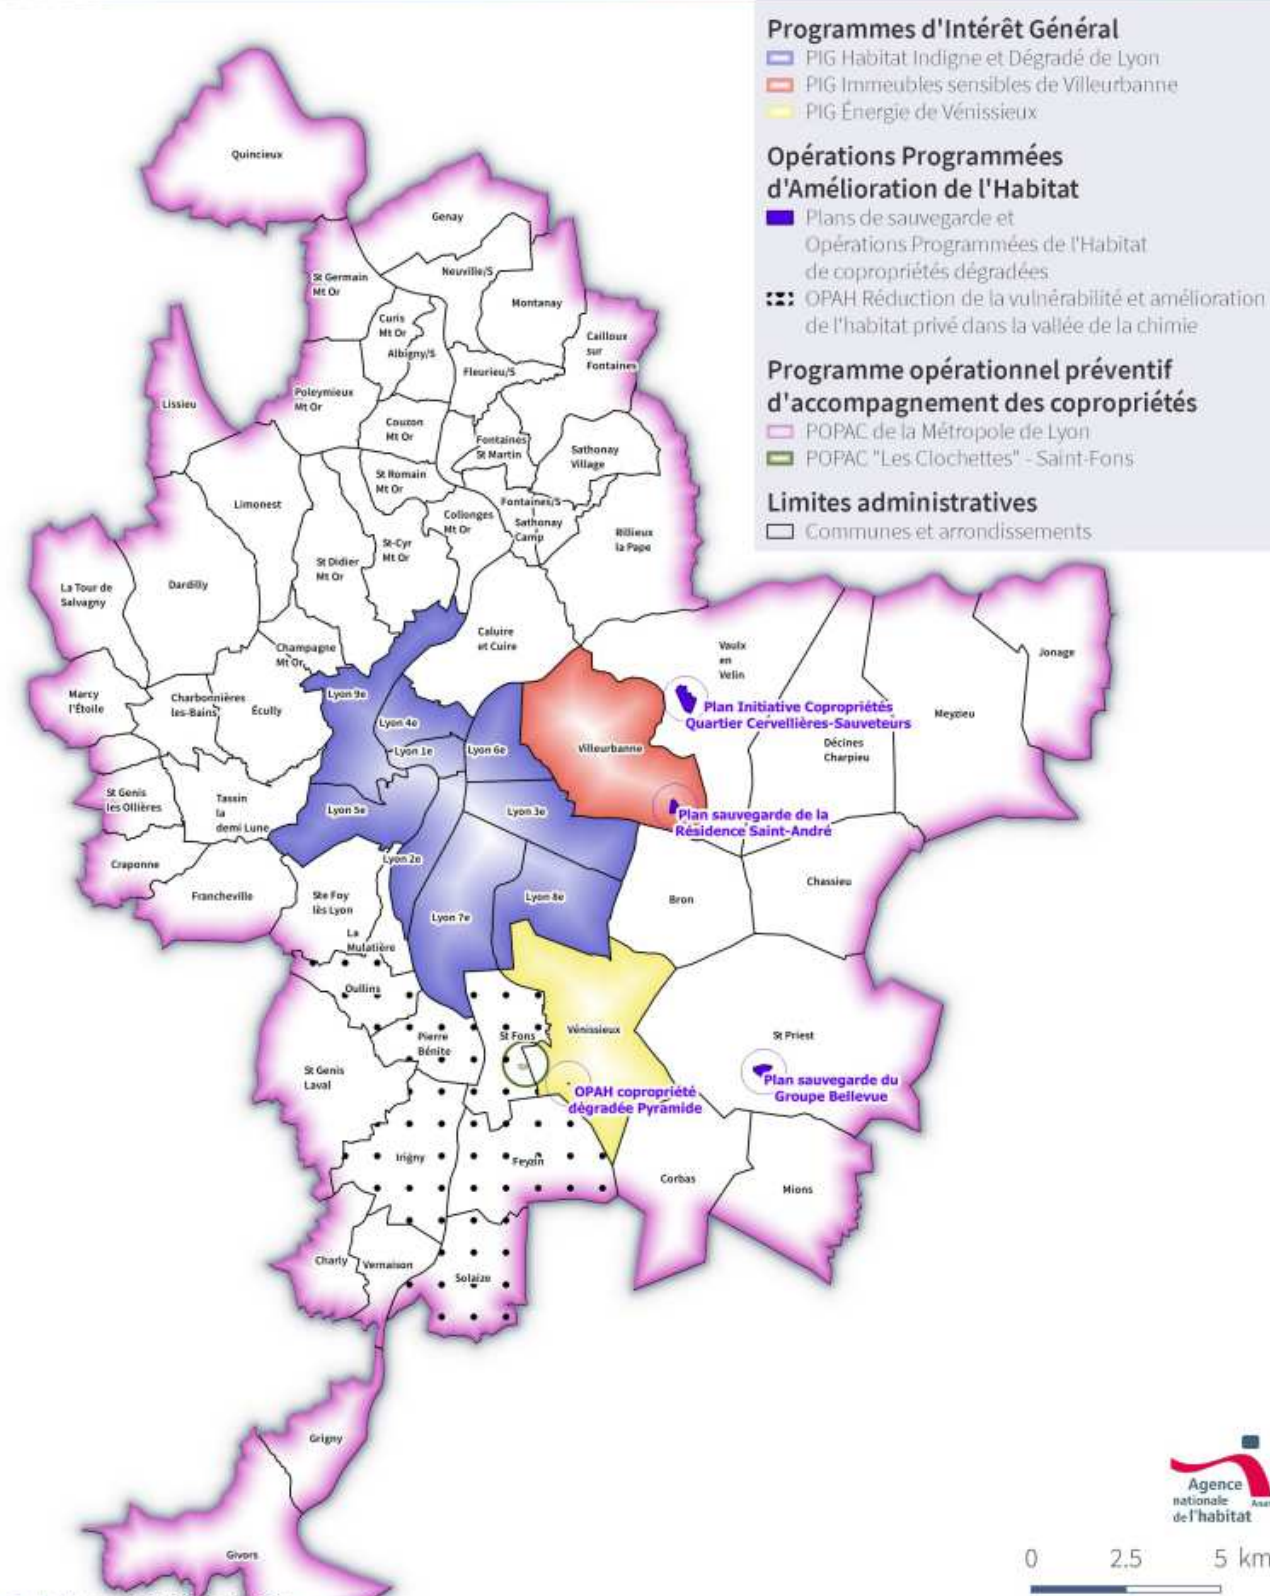 Programmes d'Intérêt Général
PIG Habitat Indigne et Dégradé de Lyon
PIG Immeubles sensibles de Villeurbanne
PIG Énergie de Vénissieux
Opérations Programmées
d'Amélioration de l'Habitat
Plans de sauvegarde et
Opérations Programmées de l'Habitat
de copropriétés dégradées
OPAH Réduction de la vulnérabilité et amélioration
de l'habitat privé dans la vallée de la chimie
Programme opérationnel préventif
d'accompagnement des copropriétés
POPAC de la Métropole de Lyon
POPAC "Les Clochettes" - Saint-Fons
Limites administratives
Communes et arrondissements
Quincieux
Genay
St Germain
Mt Or
Neuville/S
Montanay
Curis
Mt Or
Albigny/S
Cailloux
sur
Fontaines
Fleurieu/S
Poleymieux
Mt Or
Lissieu
Couzon
Mt Or
Fontaines
St Martin
Sathonay
Village
St Romain
Mt Or
Limonest
Fontaines/S
Collonges
Mt Or
Sathonay
Camp
Rillieux
la Pape
St-Cyr
Mt Or
St Didier
Mt Or
La Tour de
Salvagny
Dardilly
Caluire
et Cuire
Champagne
Mt Or
Vaulx
en
Velin
Jonage
Marcy
l'Étoile
Charbonnières
les-Bains
Écully
Lyon 9e
Lyon 4e
Plan Initiative Copropriétés
Quartier Cervellières-Sauveteurs
Meyzieu
Lyon 1e
Lyon 6e
Villeurbanne
Décines
Charpieu
St Genis
les Ollières
Tassin
la
demi Lune
Lyon 5e
Lyon 3e
Plan sauvegarde de la
Résidence Saint-André
Craponne
Lyon 2e
Francheville
Ste Foy
lès Lyon
Lyon 7e
Lyon 8e
Bron
Chassieu
La
Mulatière
Oullins
Pierre
Bénite
St Fons
Vénissieux
St Priest
St Genis
Laval
OPAH copropriété
dégradée Pyramide
Plan sauvegarde du
Groupe Bellevue
Irigny
Feyzin
Corbas
Mions
Charly
Vernaison
Solaize
Grigny
Givors
Agence
nationale
de l'habitat
0 2.5 5 km